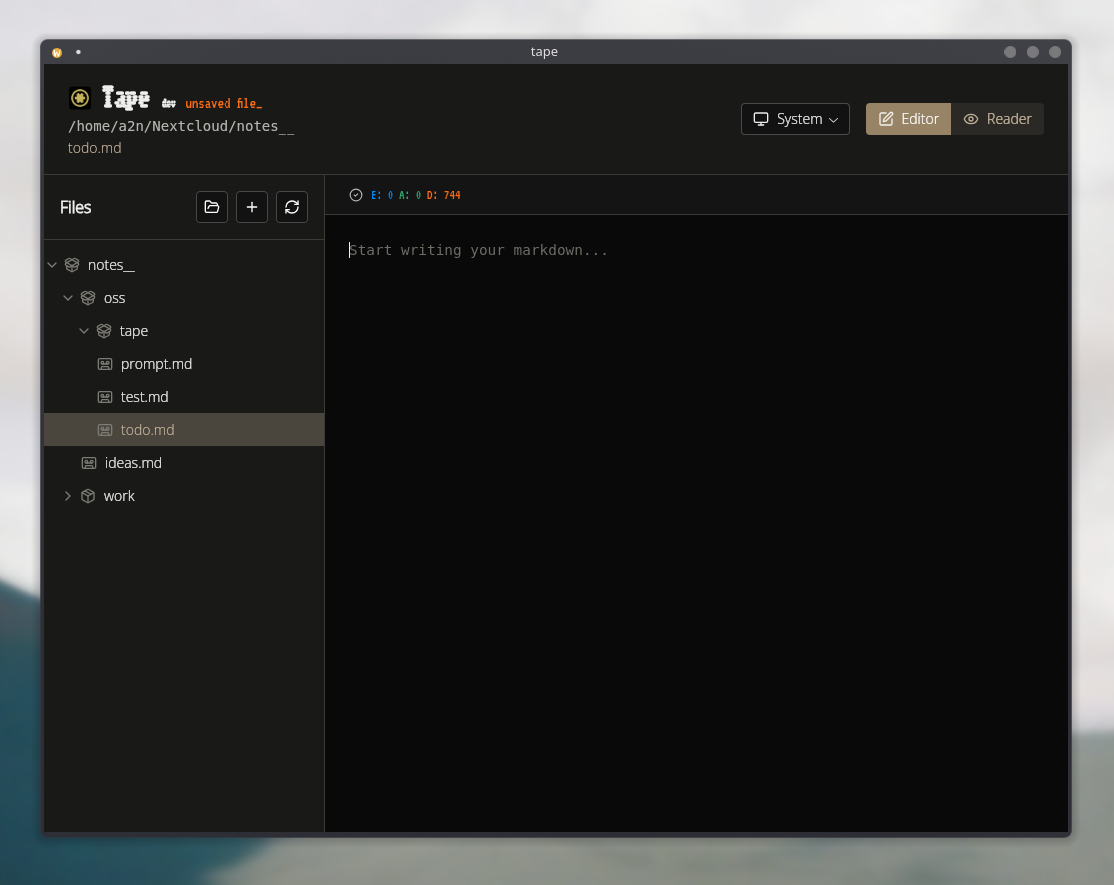 tape
Tape dev unsaved file_
/home/a2n/Nextcloud/notes__
todo.md
System
Editor
Reader
Files
E: 0 A: 0 D: 744
Start writing your markdown...
notes__
oss
tape
prompt.md
test.md
todo.md
ideas.md
work